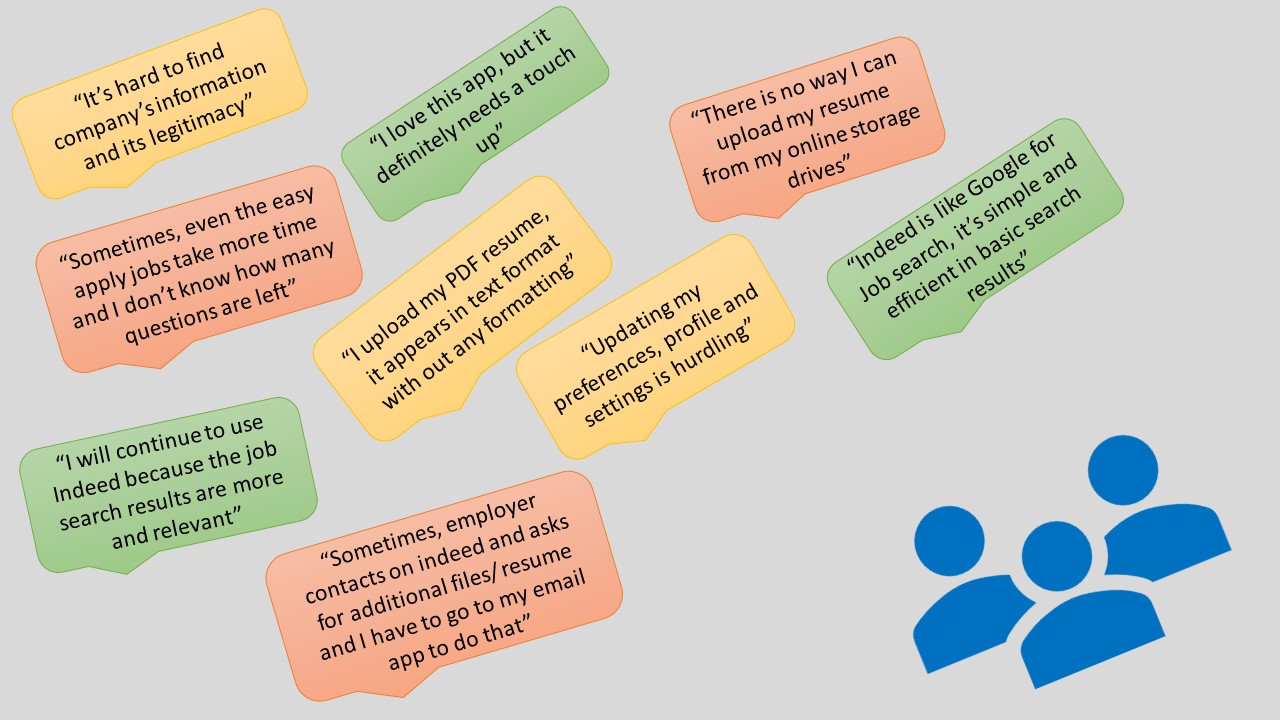 “It’s hard to find
company’s information
and its legitimacy”
“I love this app, but it
definitely needs a touch
up”
“There is no way I can
upload my resume
from my online storage
drives”
“Indeed is like Google for
Job search, it’s simple and
efficient in basic search
results”
“Sometimes, even the easy
apply jobs take more time
and I don’t know how many
questions are left”
“I upload my PDF resume,
it appears in text format
with out any formatting”
“Updating my
preferences, profile and
settings is hurdling”
“I will continue to use
Indeed because the job
search results are more
and relevant”
“Sometimes, employer
contacts on indeed and asks
for additional files/ resume
and I have to go to my email
app to do that”